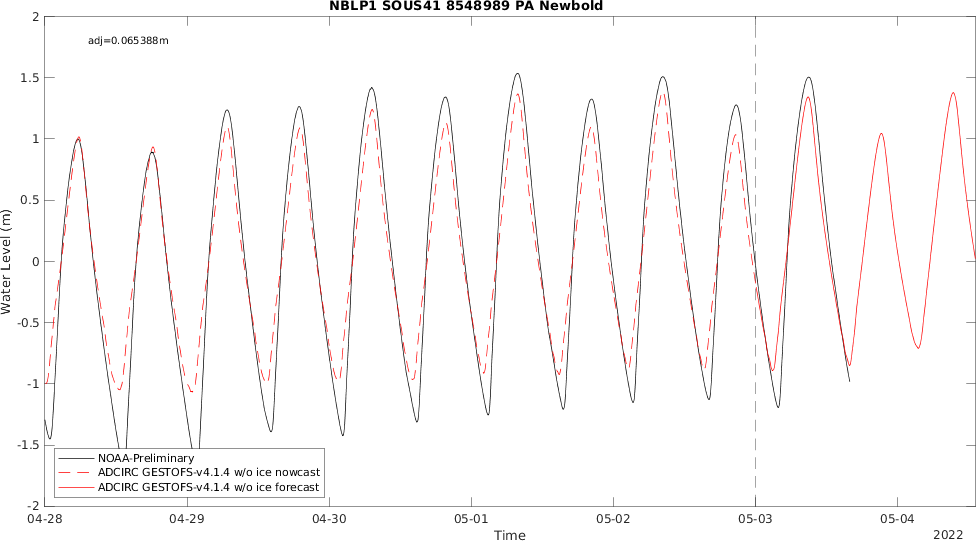 NBLP1 SOUS41 8548989 PA Newbold
adj=0.065388m
2
1.5
1
0.5
0
-0.5
-1
-1.5
-2
Water Level (m)
NOAA-Preliminary
ADCIRC GESTOFS-v4.1.4 w/o ice nowcast
ADCIRC GESTOFS-v4.1.4 w/o ice forecast
04-28 04-29 04-30 05-01 05-02 05-03 05-04
Time
2022